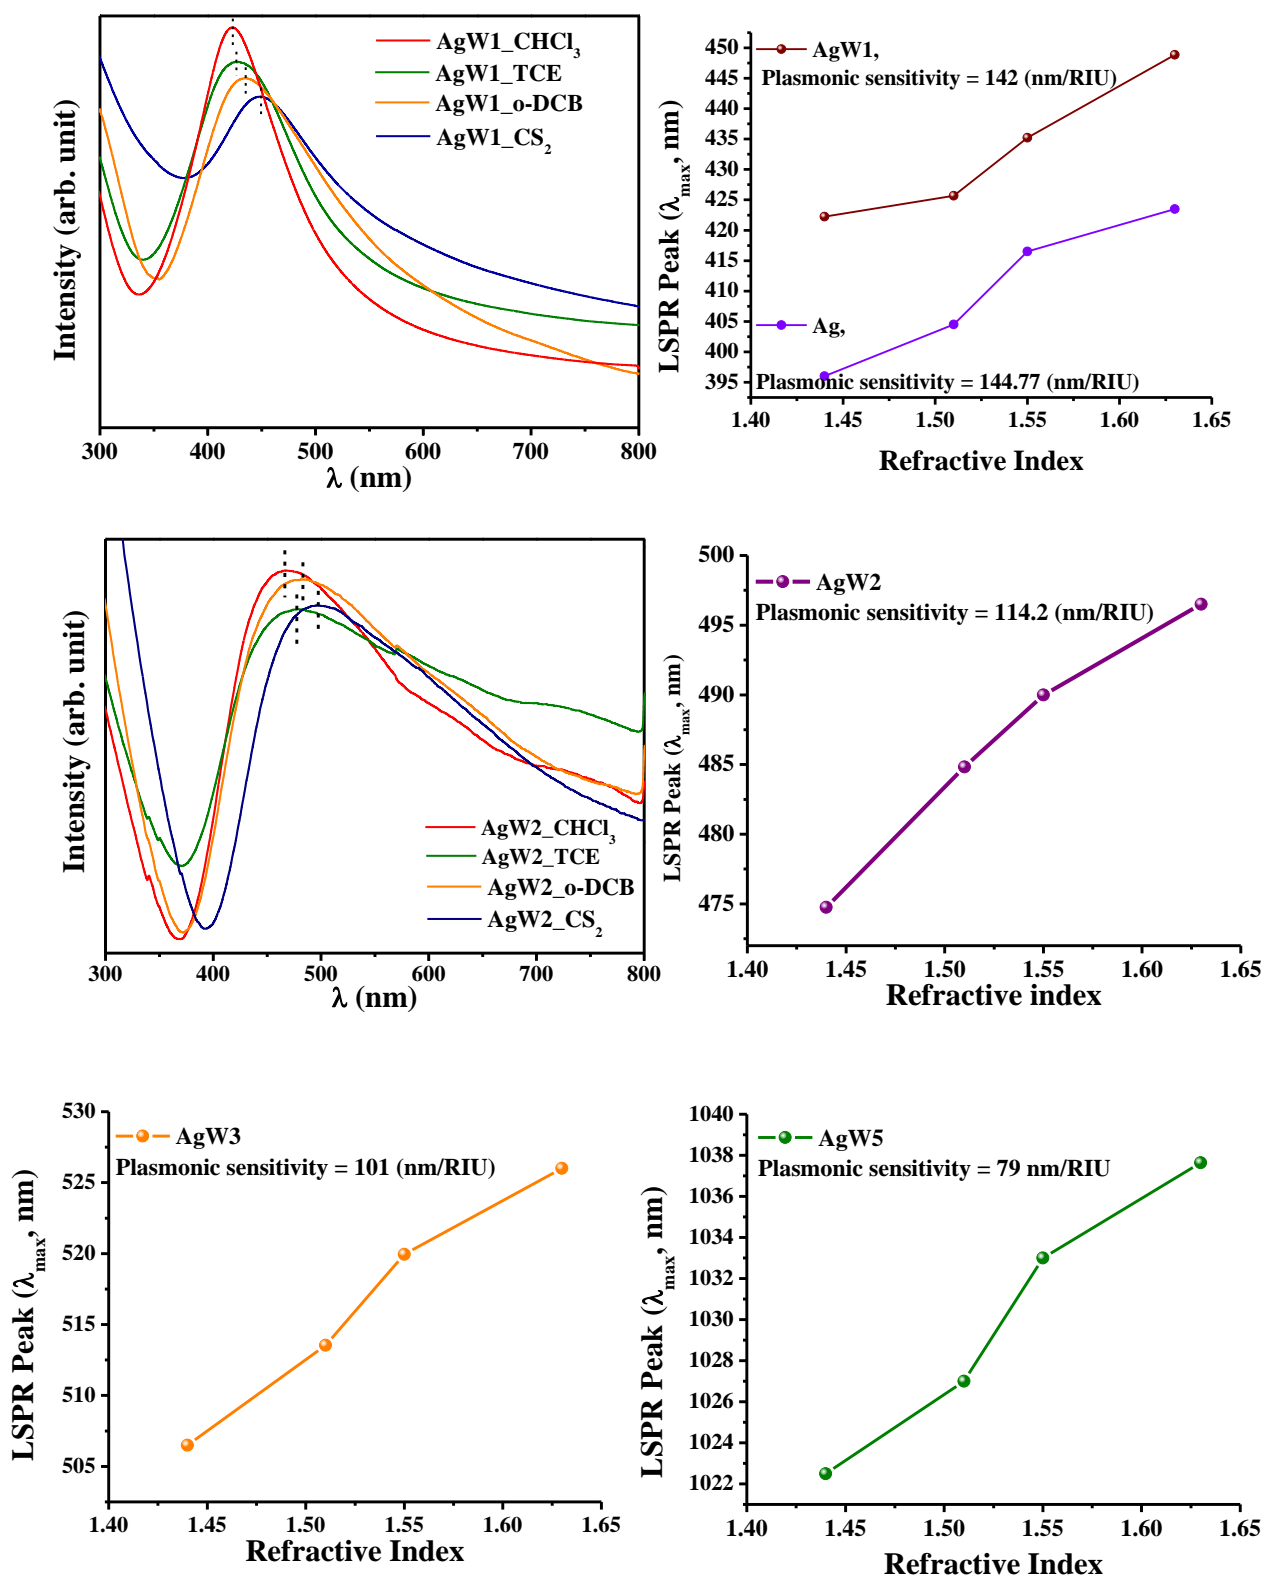 AgW1_CHCl3
AgW1_TCE
AgW1_o-DCB
AgW1_CS2
Intensity (arb. unit)
300 400 500 600 700 800
λ (nm)
AgW1,
Plasmonic sensitivity = 142 (nm/RIU)
Ag,
Plasmonic sensitivity = 144.77 (nm/RIU)
LSPR Peak (λmax, nm)
450
445
440
435
430
425
420
415
410
405
400
395
1.40 1.45 1.50 1.55 1.60 1.65
Refractive Index
AgW2_CHCl3
AgW2_TCE
AgW2_o-DCB
AgW2_CS2
Intensity (arb. unit)
300 400 500 600 700 800
λ (nm)
AgW2
Plasmonic sensitivity = 114.2 (nm/RIU)
LSPR Peak (λmax, nm)
500
495
490
485
480
475
1.40 1.45 1.50 1.55 1.60 1.65
Refractive index
AgW3
Plasmonic sensitivity = 101 (nm/RIU)
LSPR Peak (λmax, nm)
530
525
520
515
510
505
1.40 1.45 1.50 1.55 1.60 1.65
Refractive Index
AgW5
Plasmonic sensitivity = 79 nm/RIU
LSPR Peak (λmax, nm)
1040
1038
1036
1034
1032
1030
1028
1026
1024
1022
1.40 1.45 1.50 1.55 1.60 1.65
Refractive Index